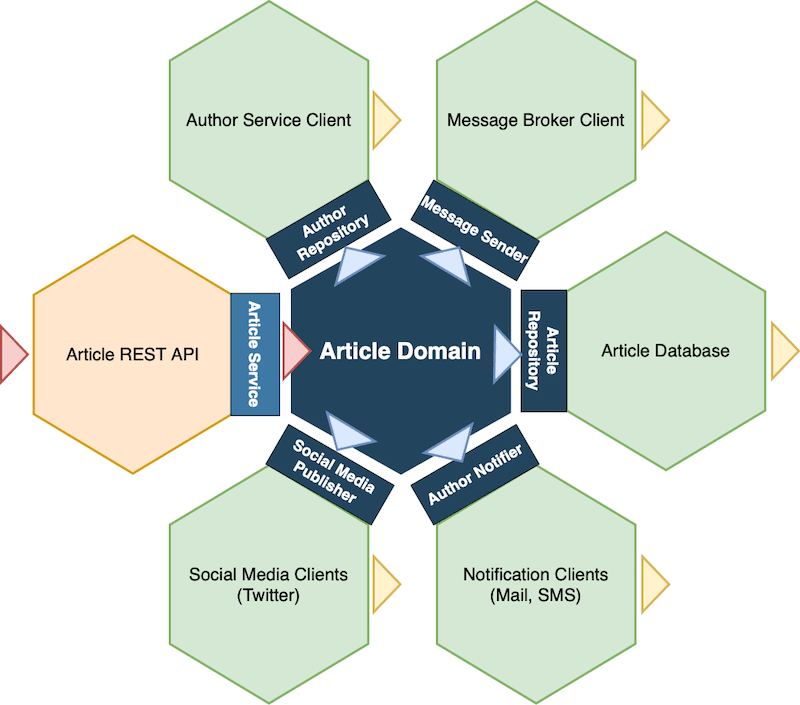 Author Service Client
Message Broker Client
Author
Repository
Message Sender
Article REST API
Article Service
Article Domain
Article
Repository
Article Database
Social Media
Publisher
Author Notifier
Social Media Clients
(Twitter)
Notification Clients
(Mail, SMS)